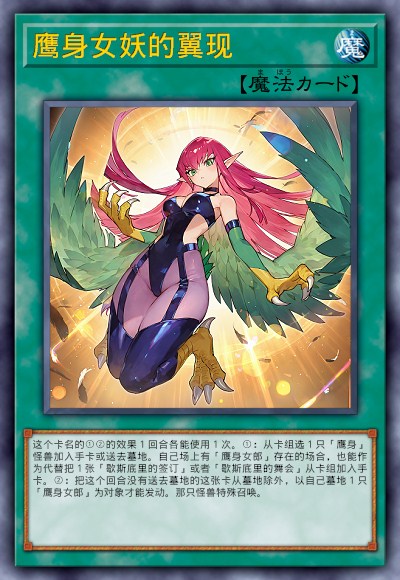 鹰身女妖的翼现
魔
【魔法カード】
ま ほう
这个卡名的①②的效果1回合各能使用1次。①：从卡组选1只「鹰身」
怪兽加入手卡或送去墓地。自己场上有「鹰身女郎」存在的场合，也能作
为代替把1张「歇斯底里的签订」或者「歇斯底里的舞会」从卡组加入手
卡。②：把这个回合没有送去墓地的这张卡从墓地除外，以自己墓地1只
「鹰身女郎」为对象才能发动。那只怪兽特殊召唤。